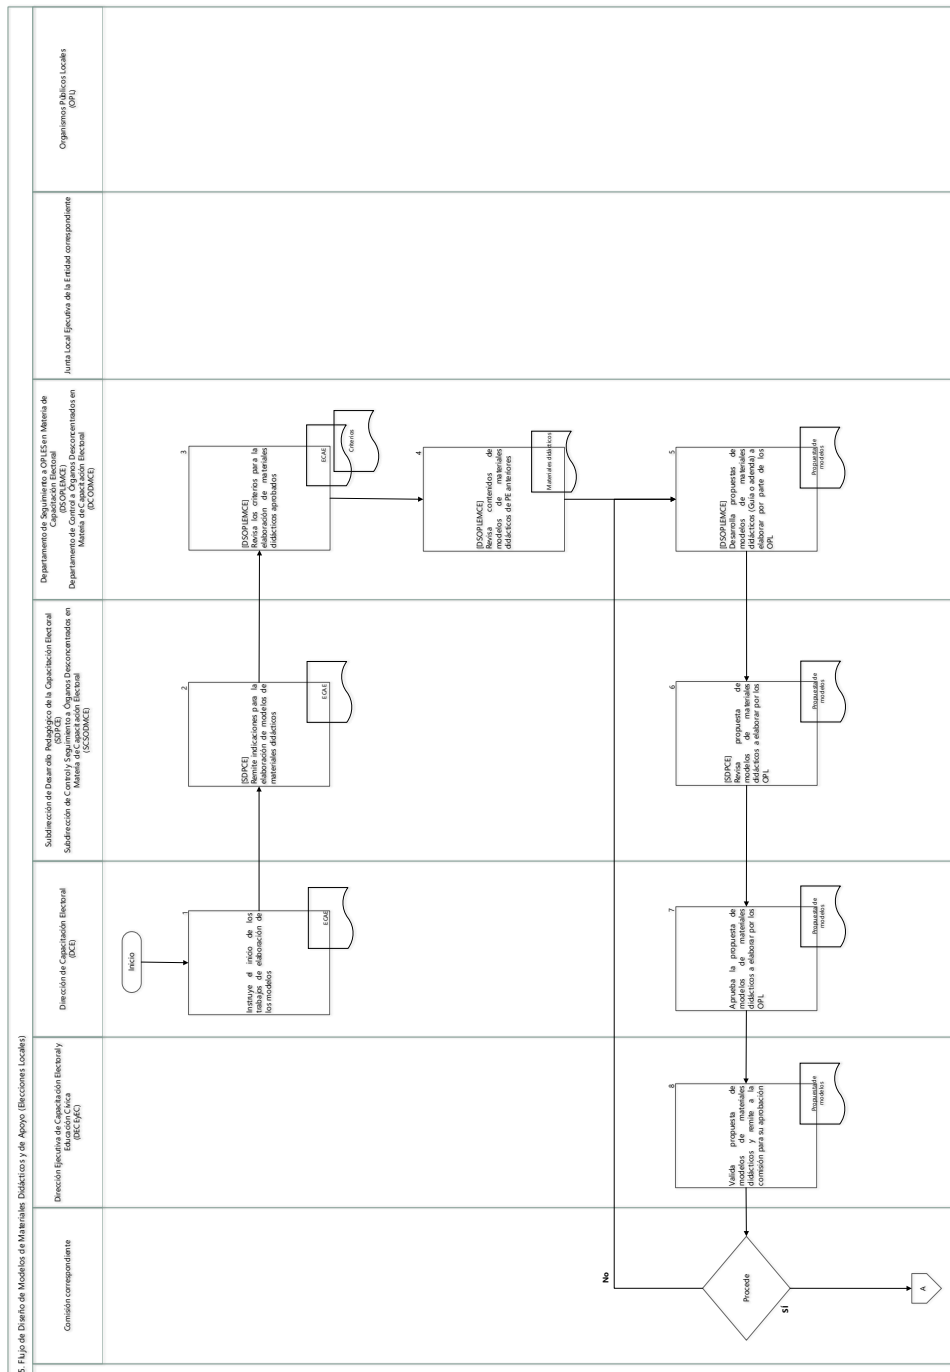 5. Flujo de Diseño de Modelos de Materiales Didácticos y de Apoyo (Elecciones Locales)
Comisión correspondiente
Dirección Ejecutiva de Capacitación Electoral y
Educación Cívica
(DECEyEC)
Dirección de Capacitación Electoral
(DCE)
Subdirección de Desarrollo Pedagógico de la Capacitación Electoral
(SDPCE)
Subdirección de Control y Seguimiento a Órganos Desconcentrados en
Materia de Capacitación Electoral
(SCSODMCE)
Departamento de Seguimiento a OPLES en Materia de
Capacitación Electoral
(DSOPLEMCE)
Departamento de Control a Órganos Desconcentrados en
Materia de Capacitación Electoral
(DCODMCE)
Junta Local Ejecutiva de la Entidad correspondiente
Organismos Públicos Locales
(OPL)
Inicio
1
Instruye el inicio de los
trabajos de elaboración de
los modelos
ECAE
2
[SDPCE]
Remite indicaciones para la
elaboración de modelos de
materiales didácticos
ECAE
3
[DSOPLEMCE]
Revisa los criterios para la
elaboración de materiales
didácticos aprobados
ECAE
Criterios
4
[DSOPLEMCE]
Revisa contenidos de
modelos de materiales
didácticos de PE anteriores
Materiales didácticos
5
[DSOPLEMCE]
Desarrolla propuestas de
modelos de materiales
didácticos (Guía o adenda) a
elaborar por parte de los
OPL
Propuesta de
modelos
6
[SDPCE]
Revisa propuesta de
modelos de materiales
didácticos a elaborar por los
OPL
Propuesta de
modelos
7
Aprueba la propuesta de
modelos de materiales
didácticos a elaborar por los
OPL
Propuesta de
modelos
8
Valida propuesta de
modelos de materiales
didácticos y remite a la
comisión para su aprobación
Propuesta de
modelos
Procede
No
Sí
A